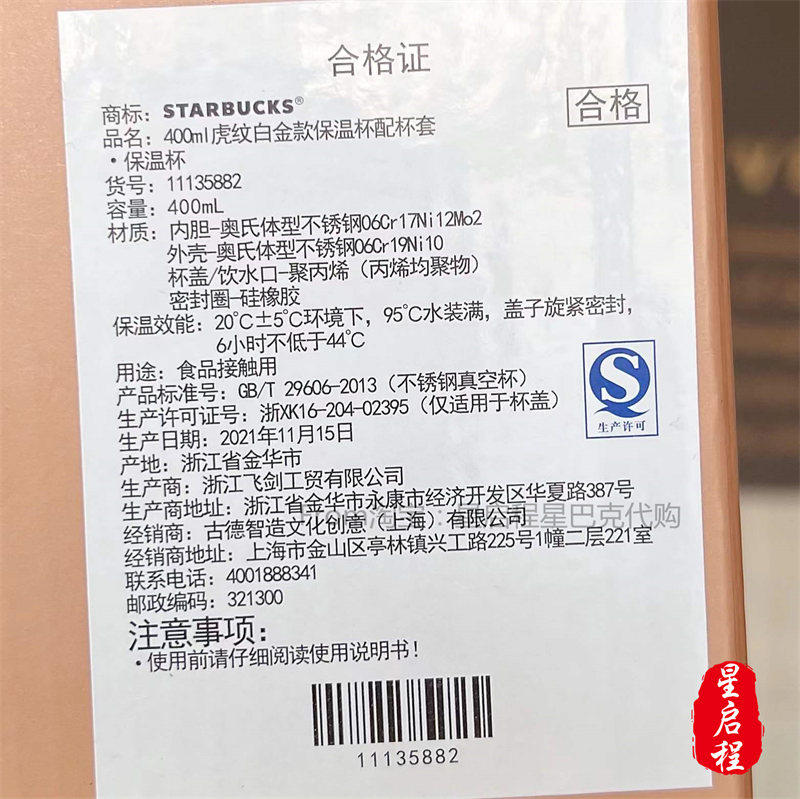 合格证
合格
商标：STARBUCKS®
品名：400ml虎纹白金款保温杯配杯套
·保温杯
货号：11135882
容量：400mL
材质：内胆-奥氏体型不锈钢06Cr17Ni12Mo2
外壳-奥氏体型不锈钢06Cr19Ni10
杯盖/饮水口-聚丙烯（丙烯均聚物）
密封圈-硅橡胶
保温效能：20℃±5℃环境下，95℃水装满，盖子旋紧密封，
6小时不低于44℃
用途：食品接触用
产品标准号：GB/T 29606-2013（不锈钢真空杯）
生产许可证号：浙XK16-204-02395（仅适用于杯盖）
生产许可
生产日期：2021年11月15日
产地：浙江省金华市
生产商：浙江飞剑工贸有限公司
生产商地址：浙江省金华市永康市经济开发区华夏路387号
经销商：古德智造文化创意（上海）有限公司
星巴克代购
经销商地址：上海市金山区亭林镇兴工路225号1幢二层221室
联系电话：4001888341
邮政编码：321300
注意事项：
·使用前请仔细阅读使用说明书！
11135882
星启程